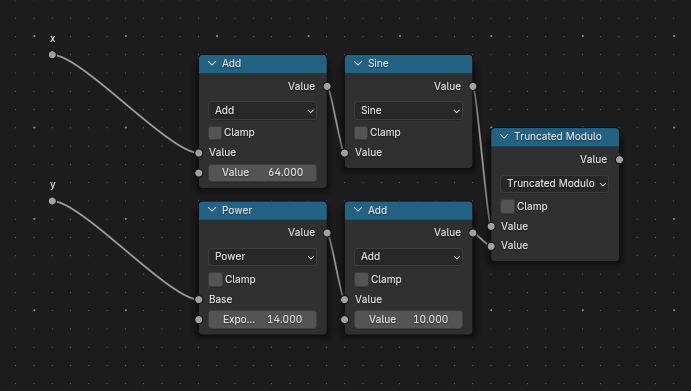 x
Add
Value
Add
Clamp
Value
Value 64.000
Sine
Value
Sine
Clamp
Value
y
Power
Value
Power
Clamp
Base
Expo... 14.000
Add
Value
Add
Clamp
Value
Value 10.000
Truncated Modulo
Value
Truncated Modulo
Clamp
Value
Value